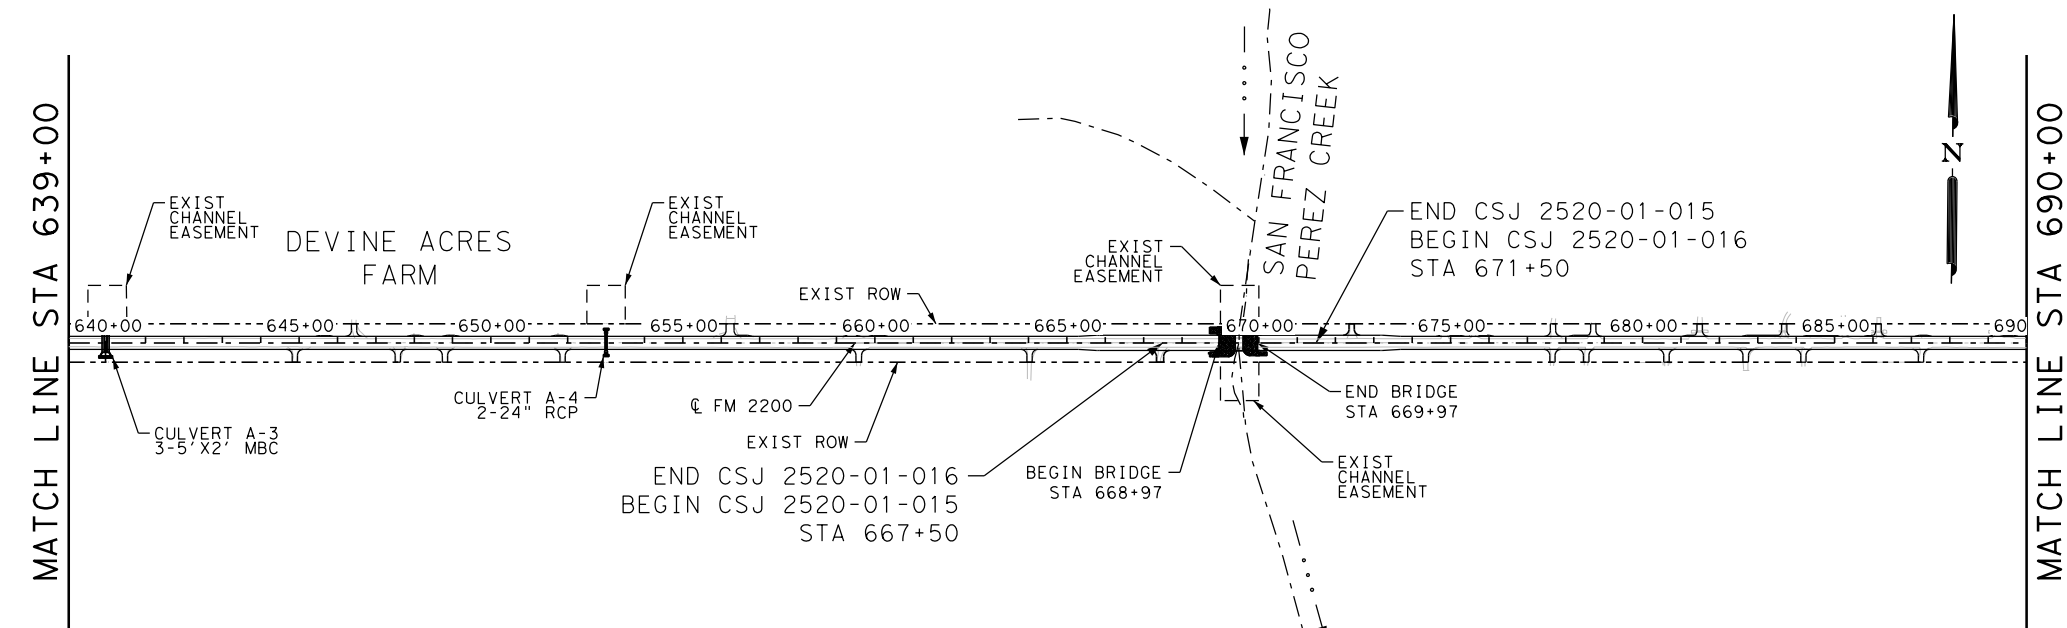 MATCH LINE STA 639+00
EXIST
CHANNEL
EASEMENT
DEVINE ACRES
FARM
EXIST
CHANNEL
EASEMENT
EXIST ROW
EXIST
CHANNEL
EASEMENT
SAN FRANCISCO
PEREZ CREEK
END CSJ 2520-01-015
BEGIN CSJ 2520-01-016
STA 671+50
N
MATCH LINE STA 690+00
640+00
645+00
650+00
655+00
660+00
665+00
670+00
675+00
680+00
685+00
690
CULVERT A-3
3-5'X2' MBC
CULVERT A-4
2-24" RCP
℄ FM 2200
EXIST ROW
END CSJ 2520-01-016
BEGIN CSJ 2520-01-015
STA 667+50
BEGIN BRIDGE
STA 668+97
END BRIDGE
STA 669+97
EXIST
CHANNEL
EASEMENT